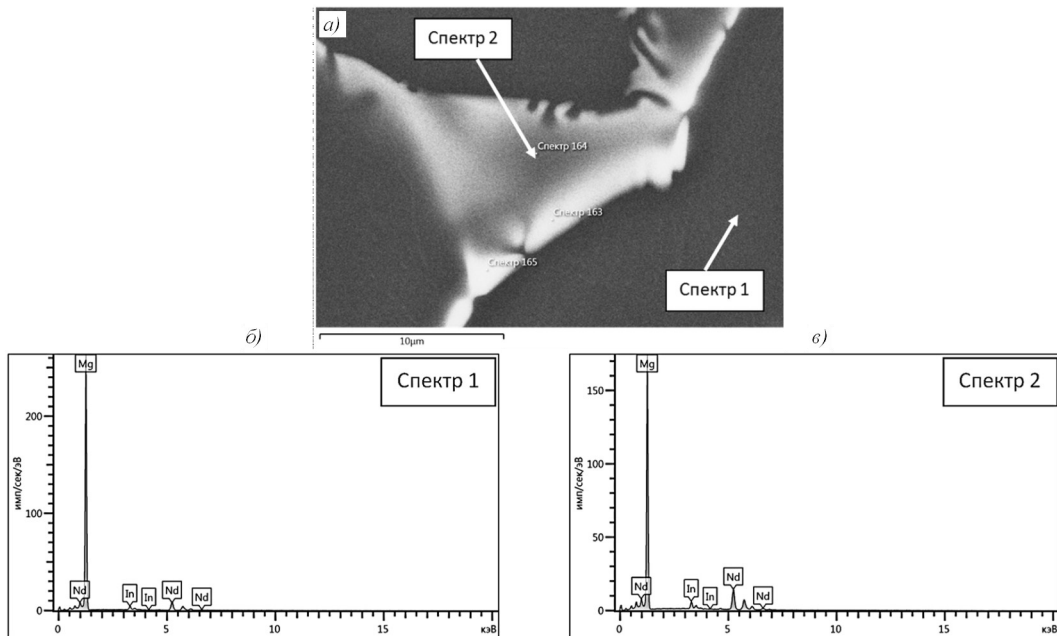 а)
Спектр 2
Спектр 164
Спектр 163
Спектр 165
Спектр 1
10μm
б)
Mg
Спектр 1
200
100
0
имп/сек/эВ
Nd
In
In
Nd
Nd
0
5
10
15
кэВ
в)
Mg
Спектр 2
150
100
50
0
имп/сек/эВ
Nd
In
In
Nd
Nd
0
5
10
15
кэВ